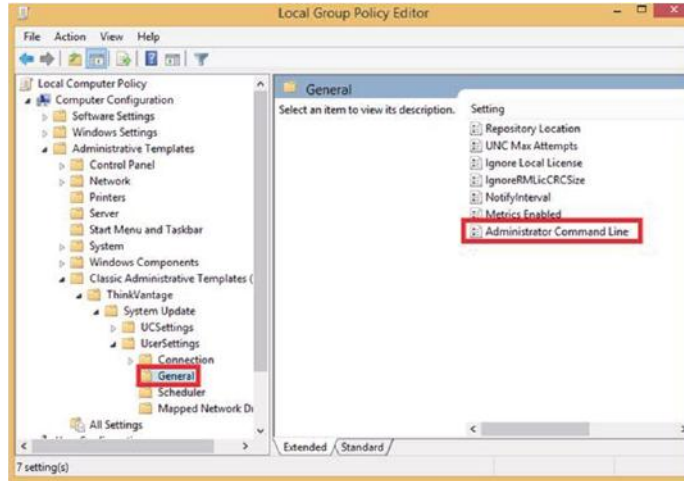 Local Group Policy Editor
File Action View Help
Local Computer Policy
Computer Configuration
Software Settings
Windows Settings
Administrative Templates
Control Panel
Network
Printers
Server
Start Menu and Taskbar
System
Windows Components
Classic Administrative Templates (
ThinkVantage
System Update
UCSettings
UserSettings
Connection
General
Scheduler
Mapped Network
All Settings
General
Select an item to view its description.
Setting
Repository Location
UNC Max Attempts
Ignore Local License
IgnoreRMLicCRCSize
NotifyInterval
Metrics Enabled
Administrator Command Line
Extended Standard
7 setting(s)